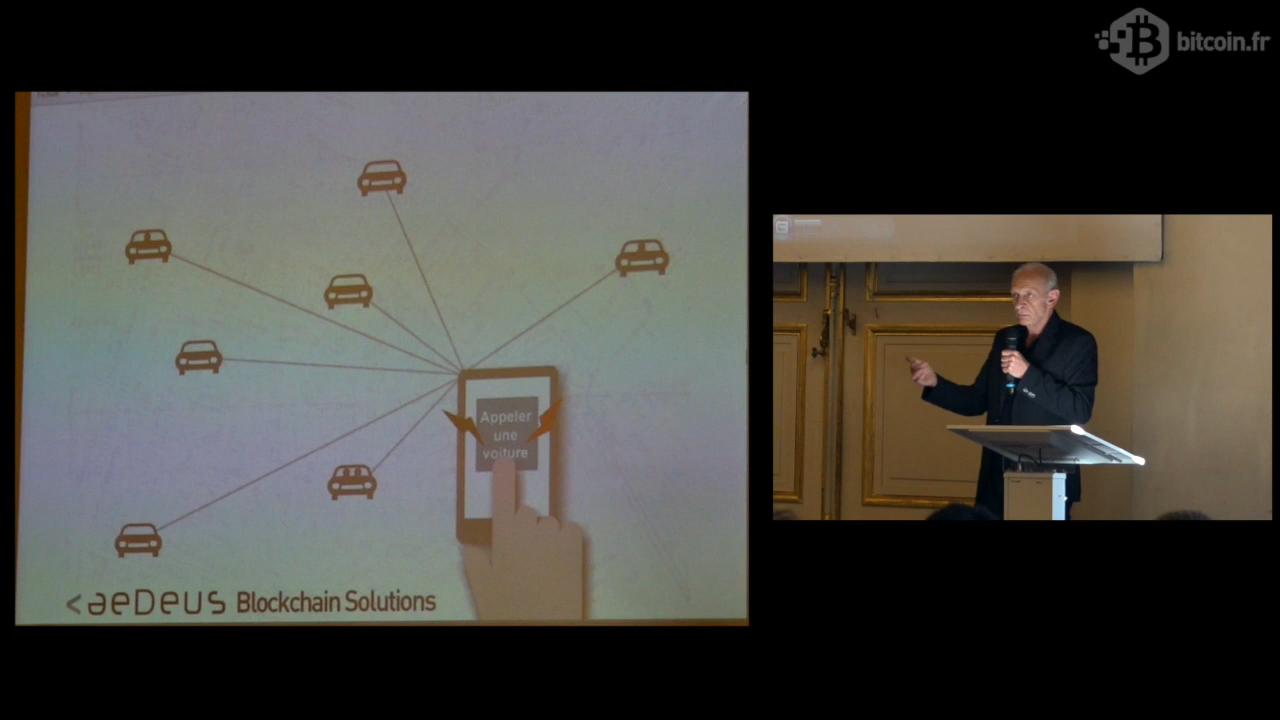 bitcoin.fr
Appeler
une
voiture
<aeDeus Blockchain Solutions